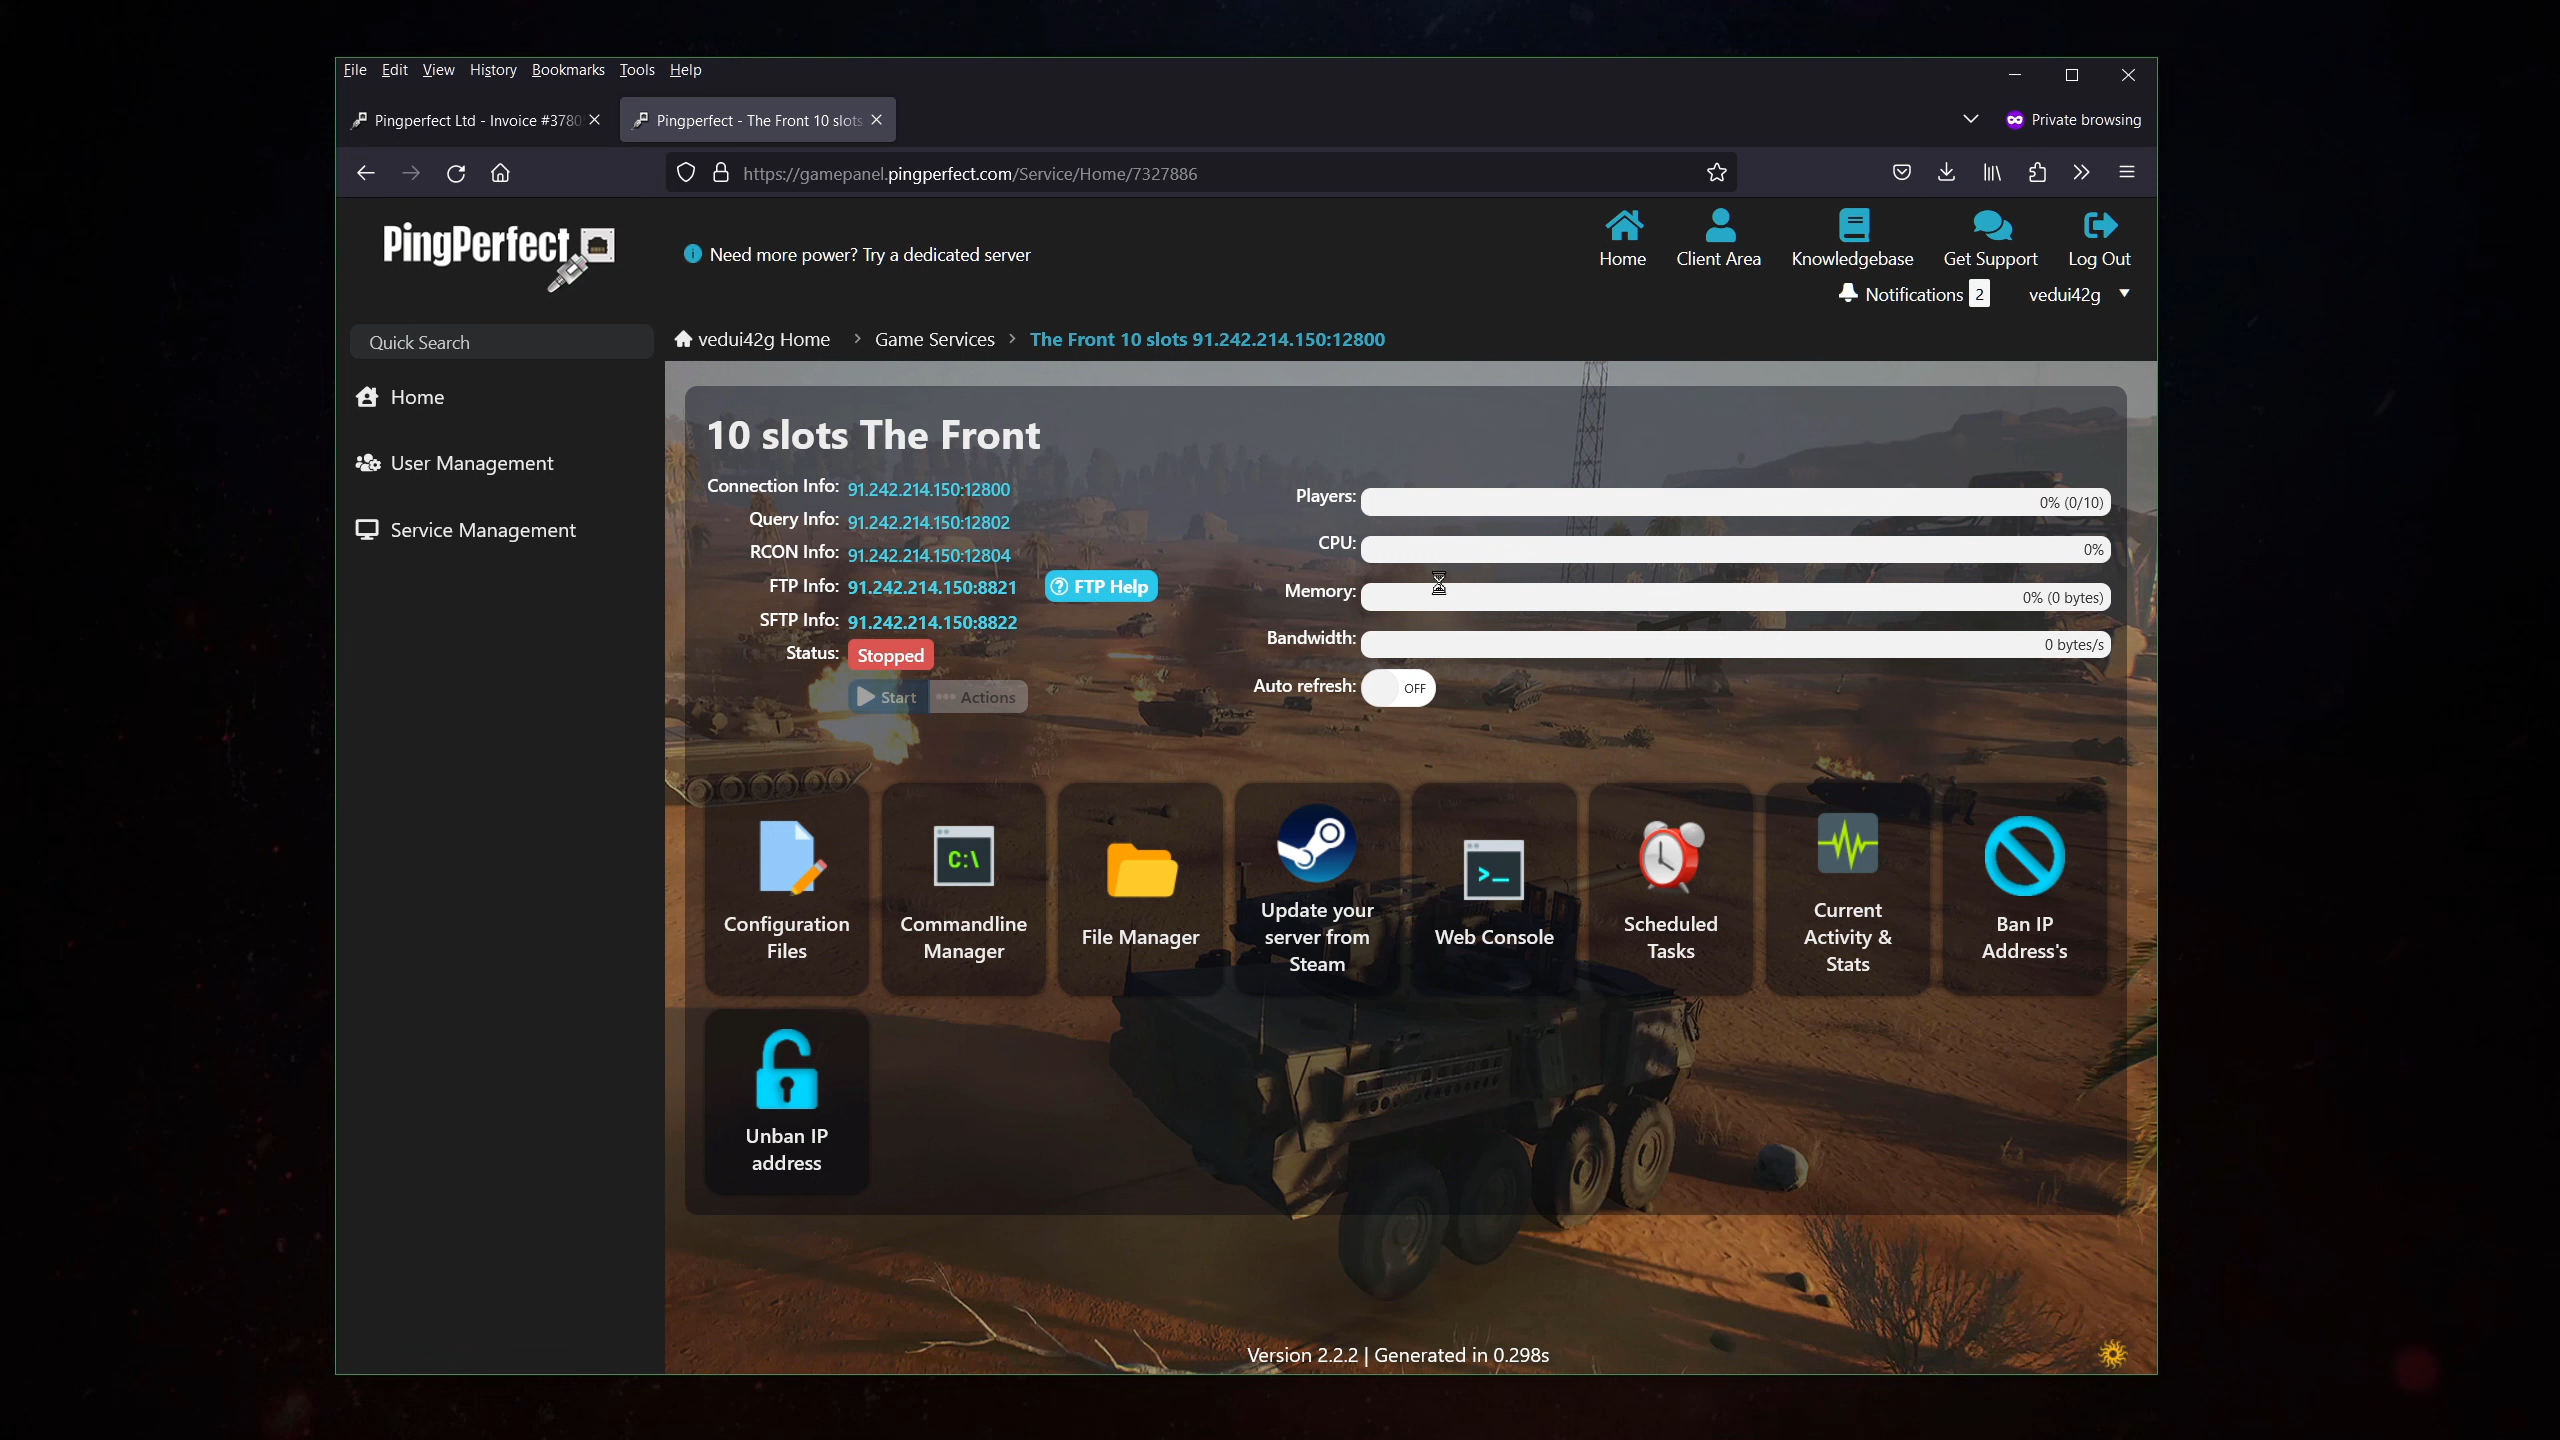 File Edit View History Bookmarks Tools Help
Pingperfect Ltd - Invoice #3780
Pingperfect - The Front 10 slots
Private browsing
https://gamepanel.pingperfect.com/Service/Home/7327886
PingPerfect
Need more power? Try a dedicated server
Home
Client Area
Knowledgebase
Get Support
Log Out
Notifications 2
vedui42g
Quick Search
vedui42g Home > Game Services > The Front 10 slots 91.242.214.150:12800
Home
User Management
Service Management
10 slots The Front
Connection Info: 91.242.214.150:12800
Query Info: 91.242.214.150:12802
RCON Info: 91.242.214.150:12804
FTP Info: 91.242.214.150:8821 FTP Help
SFTP Info: 91.242.214.150:8822
Status: Stopped
Start Actions
Players: 0% (0/10)
CPU: 0%
Memory: 0% (0 bytes)
Bandwidth: 0 bytes/s
Auto refresh: OFF
C:\
>_
Configuration
Files
Commandline
Manager
File Manager
Update your
server from
Steam
Web Console
Scheduled
Tasks
Current
Activity &
Stats
Ban IP
Address's
Unban IP
address
Version 2.2.2 | Generated in 0.298s